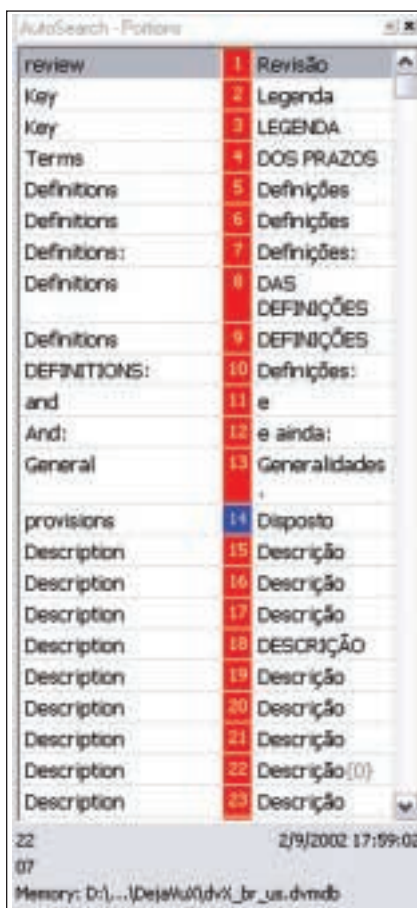 AutoSearch - Portions
review 1 Revisão
Key 2 Legenda
Key 3 LEGENDA
Terms 4 DOS PRAZOS
Definitions 5 Definições
Definitions 6 Definições
Definitions: 7 Definições:
Definitions 8 DAS
DEFINIÇÕES
Definitions 9 DEFINIÇÕES
DEFINITIONS: 10 Definições:
and 11 e
And: 12 e ainda:
General 13 Generalidades
.
provisions 14 Disposto
Description 15 Descrição
Description 16 Descrição
Description 17 Descrição
Description 18 DESCRIÇÃO
Description 19 Descrição
Description 20 Descrição
Description 21 Descrição
Description 22 Descrição{0}
Description 23 Descrição
22 2/9/2002 17:59:02
07
Memory: D:\...\DejaVuX\dvX_br_us.dvmdb